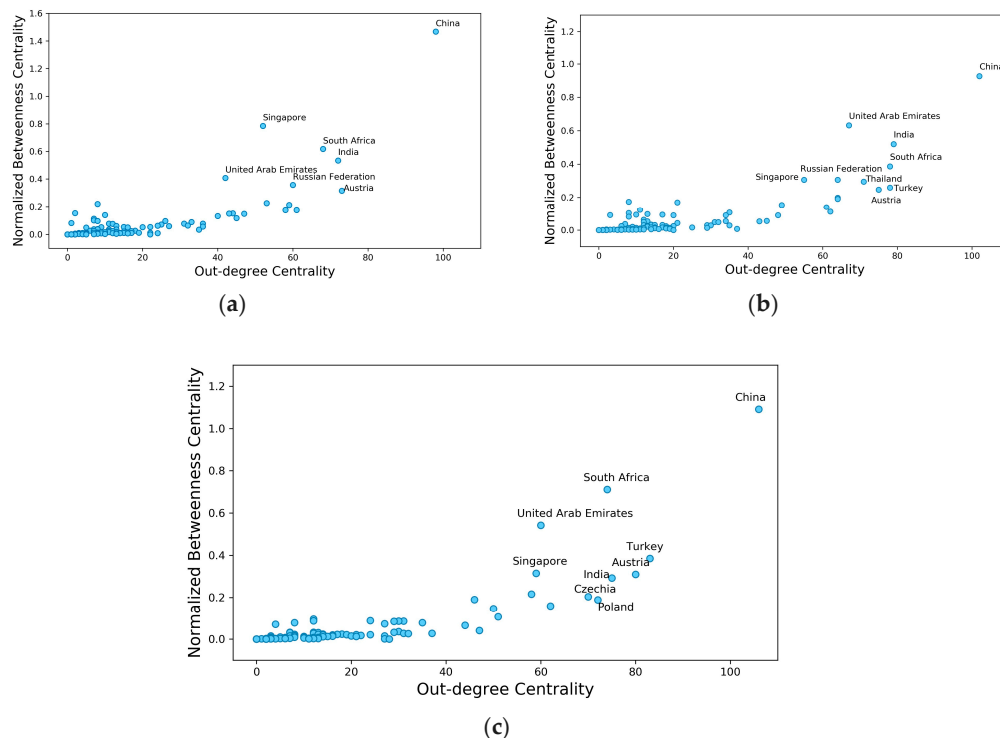 1.6
1.4
1.2
1.0
0.8
0.6
0.4
0.2
0.0
Normalized Betweenness Centrality
China
Singapore
South Africa
India
United Arab Emirates
Russian Federation
Austria
0 20 40 60 80 100
Out-degree Centrality
(a)
1.2
1.0
0.8
0.6
0.4
0.2
0.0
Normalized Betweenness Centrality
China
United Arab Emirates
India
South Africa
Russian Federation
Singapore
Thailand
Turkey
Austria
0 20 40 60 80 100
Out-degree Centrality
(b)
1.2
1.0
0.8
0.6
0.4
0.2
0.0
Normalized Betweenness Centrality
China
South Africa
United Arab Emirates
Turkey
Singapore
Austria
India
Czechia
Poland
0 20 40 60 80 100
Out-degree Centrality
(c)